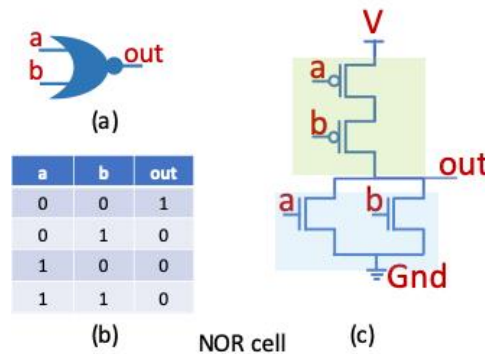 a
b
out
(a)
a b out
0 0 1
0 1 0
1 0 0
1 1 0
(b)
V
a
b
out
a
b
Gnd
(c)
NOR cell